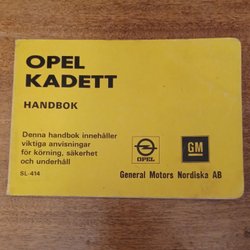 OPEL
KADETT
HANDBOK
Denna handbok innehåller
viktiga anvisningar
för körning, säkerhet
och underhåll
SL-414
OPEL
GM
General Motors Nordiska AB